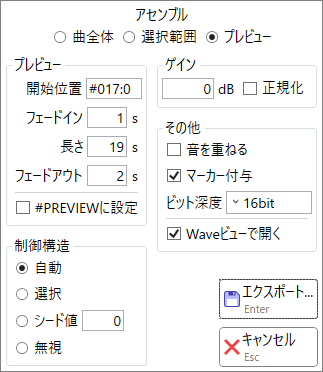 アセンブル
曲全体 選択範囲 プレビュー
プレビュー
開始位置 #017:0
フェードイン 1 s
長さ 19 s
フェードアウト 2 s
#PREVIEWに設定
制御構造
自動
選択
シード値 0
無視
ゲイン
0 dB 正規化
その他
音を重ねる
マーカー付与
ビット深度 16bit
Waveビューで開く
エクスポート...
Enter
キャンセル
Esc